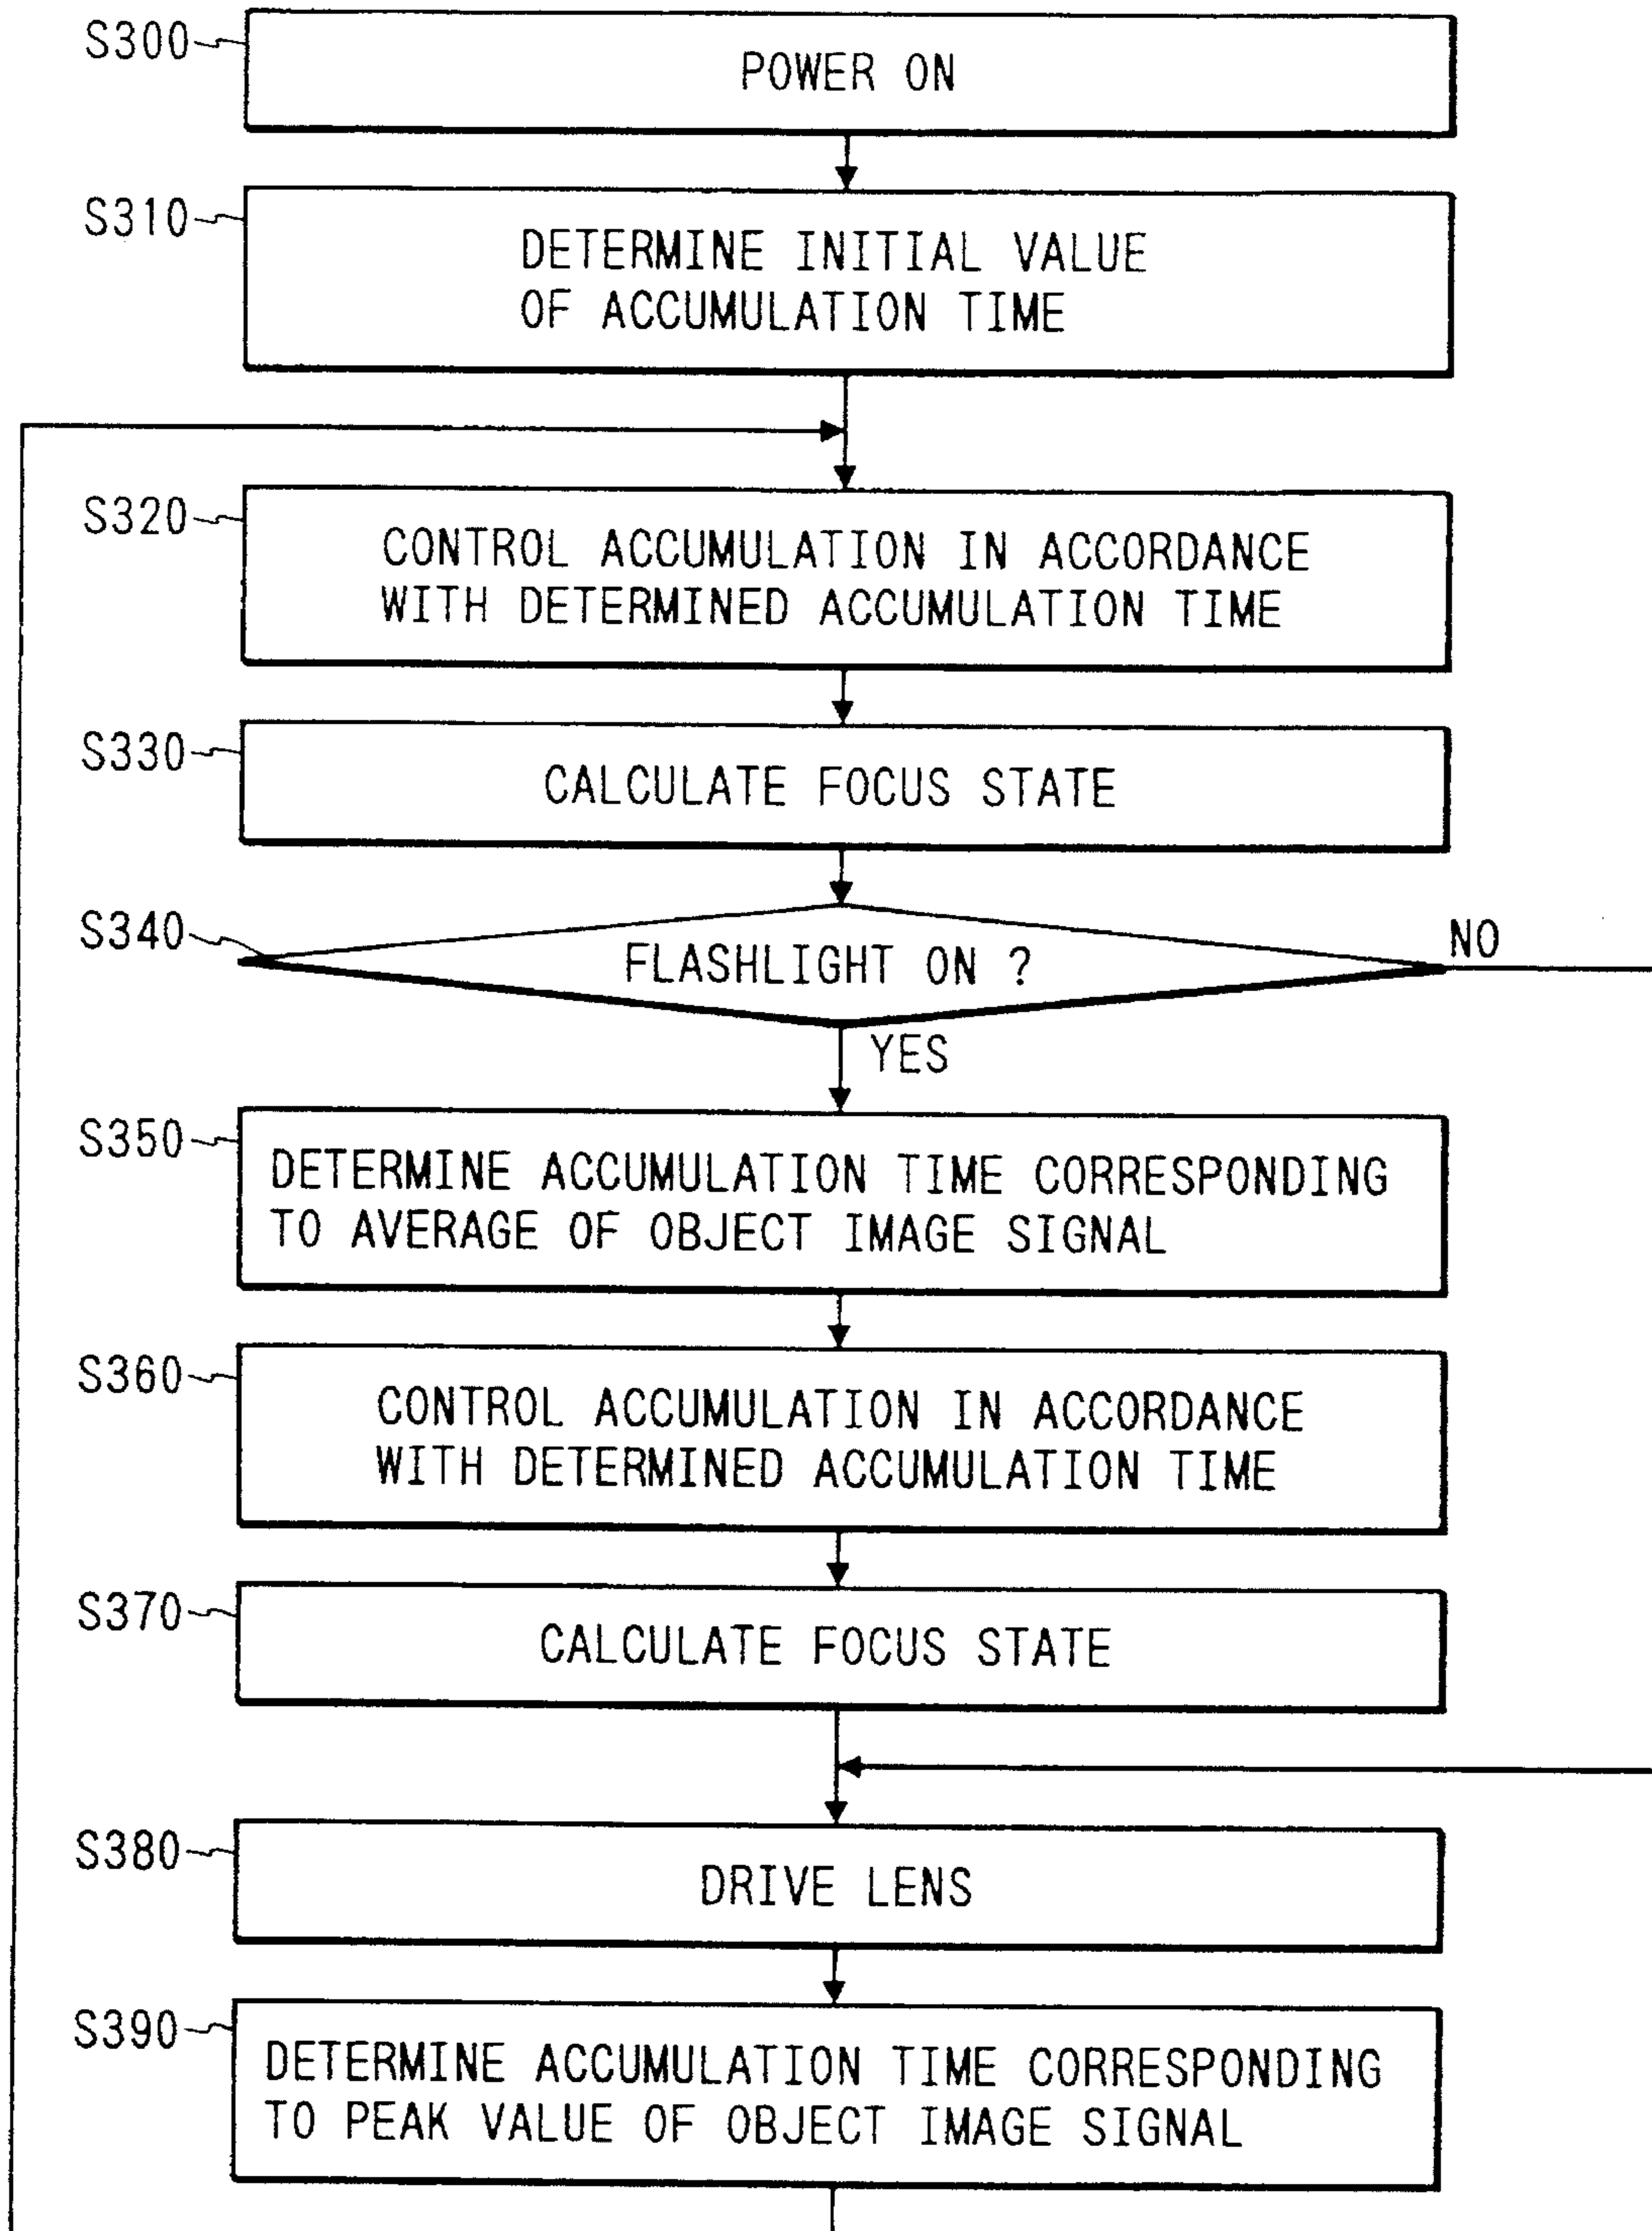 S300
POWER ON
S310
DETERMINE INITIAL VALUE
OF ACCUMULATION TIME
S320
CONTROL ACCUMULATION IN ACCORDANCE
WITH DETERMINED ACCUMULATION TIME
S330
CALCULATE FOCUS STATE
S340
FLASHLIGHT ON ?
NO
YES
S350
DETERMINE ACCUMULATION TIME CORRESPONDING
TO AVERAGE OF OBJECT IMAGE SIGNAL
S360
CONTROL ACCUMULATION IN ACCORDANCE
WITH DETERMINED ACCUMULATION TIME
S370
CALCULATE FOCUS STATE
S380
DRIVE LENS
S390
DETERMINE ACCUMULATION TIME CORRESPONDING
TO PEAK VALUE OF OBJECT IMAGE SIGNAL